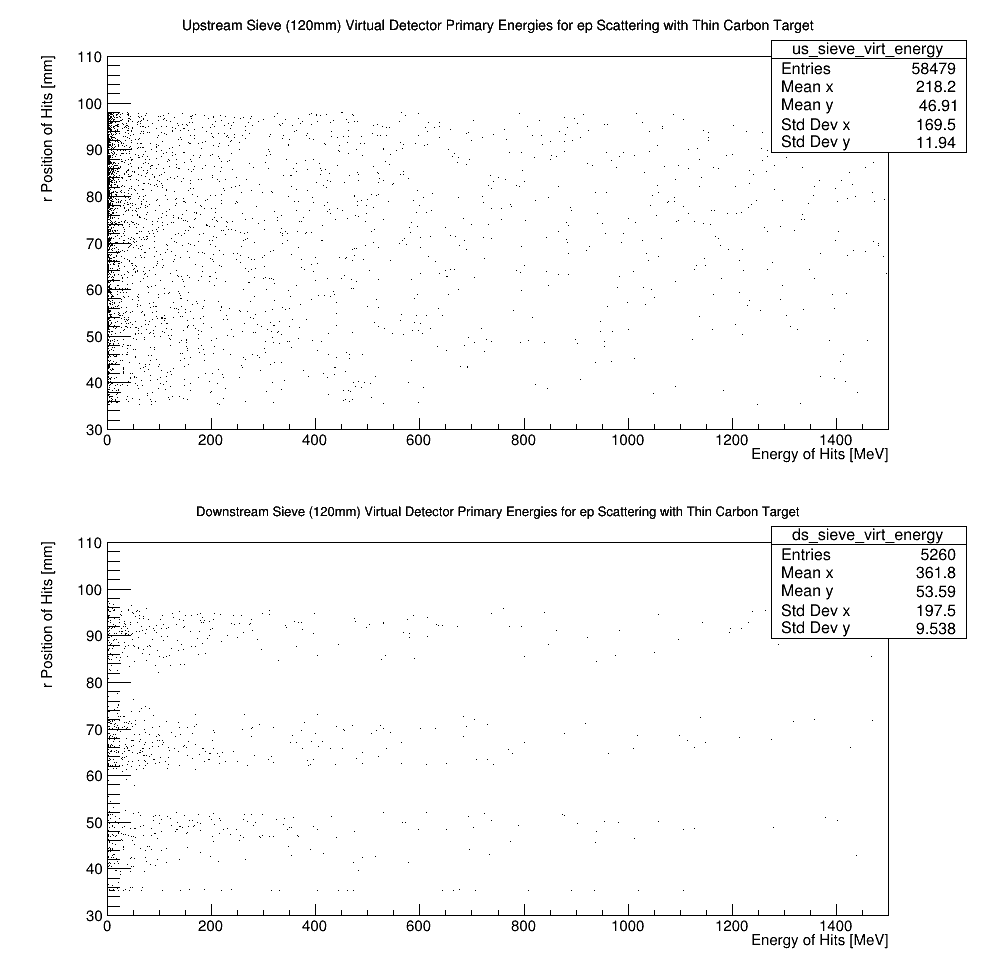 Upstream Sieve (120mm) Virtual Detector Primary Energies for ep Scattering with Thin Carbon Target
us_sieve_virt_energy
Entries 58479
Mean x 218.2
Mean y 46.91
Std Dev x 169.5
Std Dev y 11.94
r Position of Hits [mm]
110
100
90
80
70
60
50
40
30
0 200 400 600 800 1000 1200 1400
Energy of Hits [MeV]
Downstream Sieve (120mm) Virtual Detector Primary Energies for ep Scattering with Thin Carbon Target
ds_sieve_virt_energy
Entries 5260
Mean x 361.8
Mean y 53.59
Std Dev x 197.5
Std Dev y 9.538
r Position of Hits [mm]
110
100
90
80
70
60
50
40
30
0 200 400 600 800 1000 1200 1400
Energy of Hits [MeV]